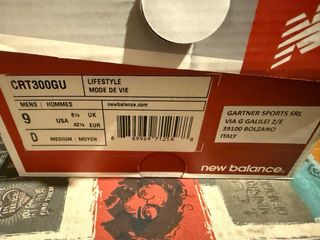 CRT300GU
LIFESTYLE
MODE DE VIE
MENS | HOMMES
newbalance.com
9 USA 8½ UK
42½ EUR
D MEDIUM | MOYEN
GARTNER SPORTS SRL
VIA G GALILEI 2/E
39100 BOLZANO
ITALY
new balance